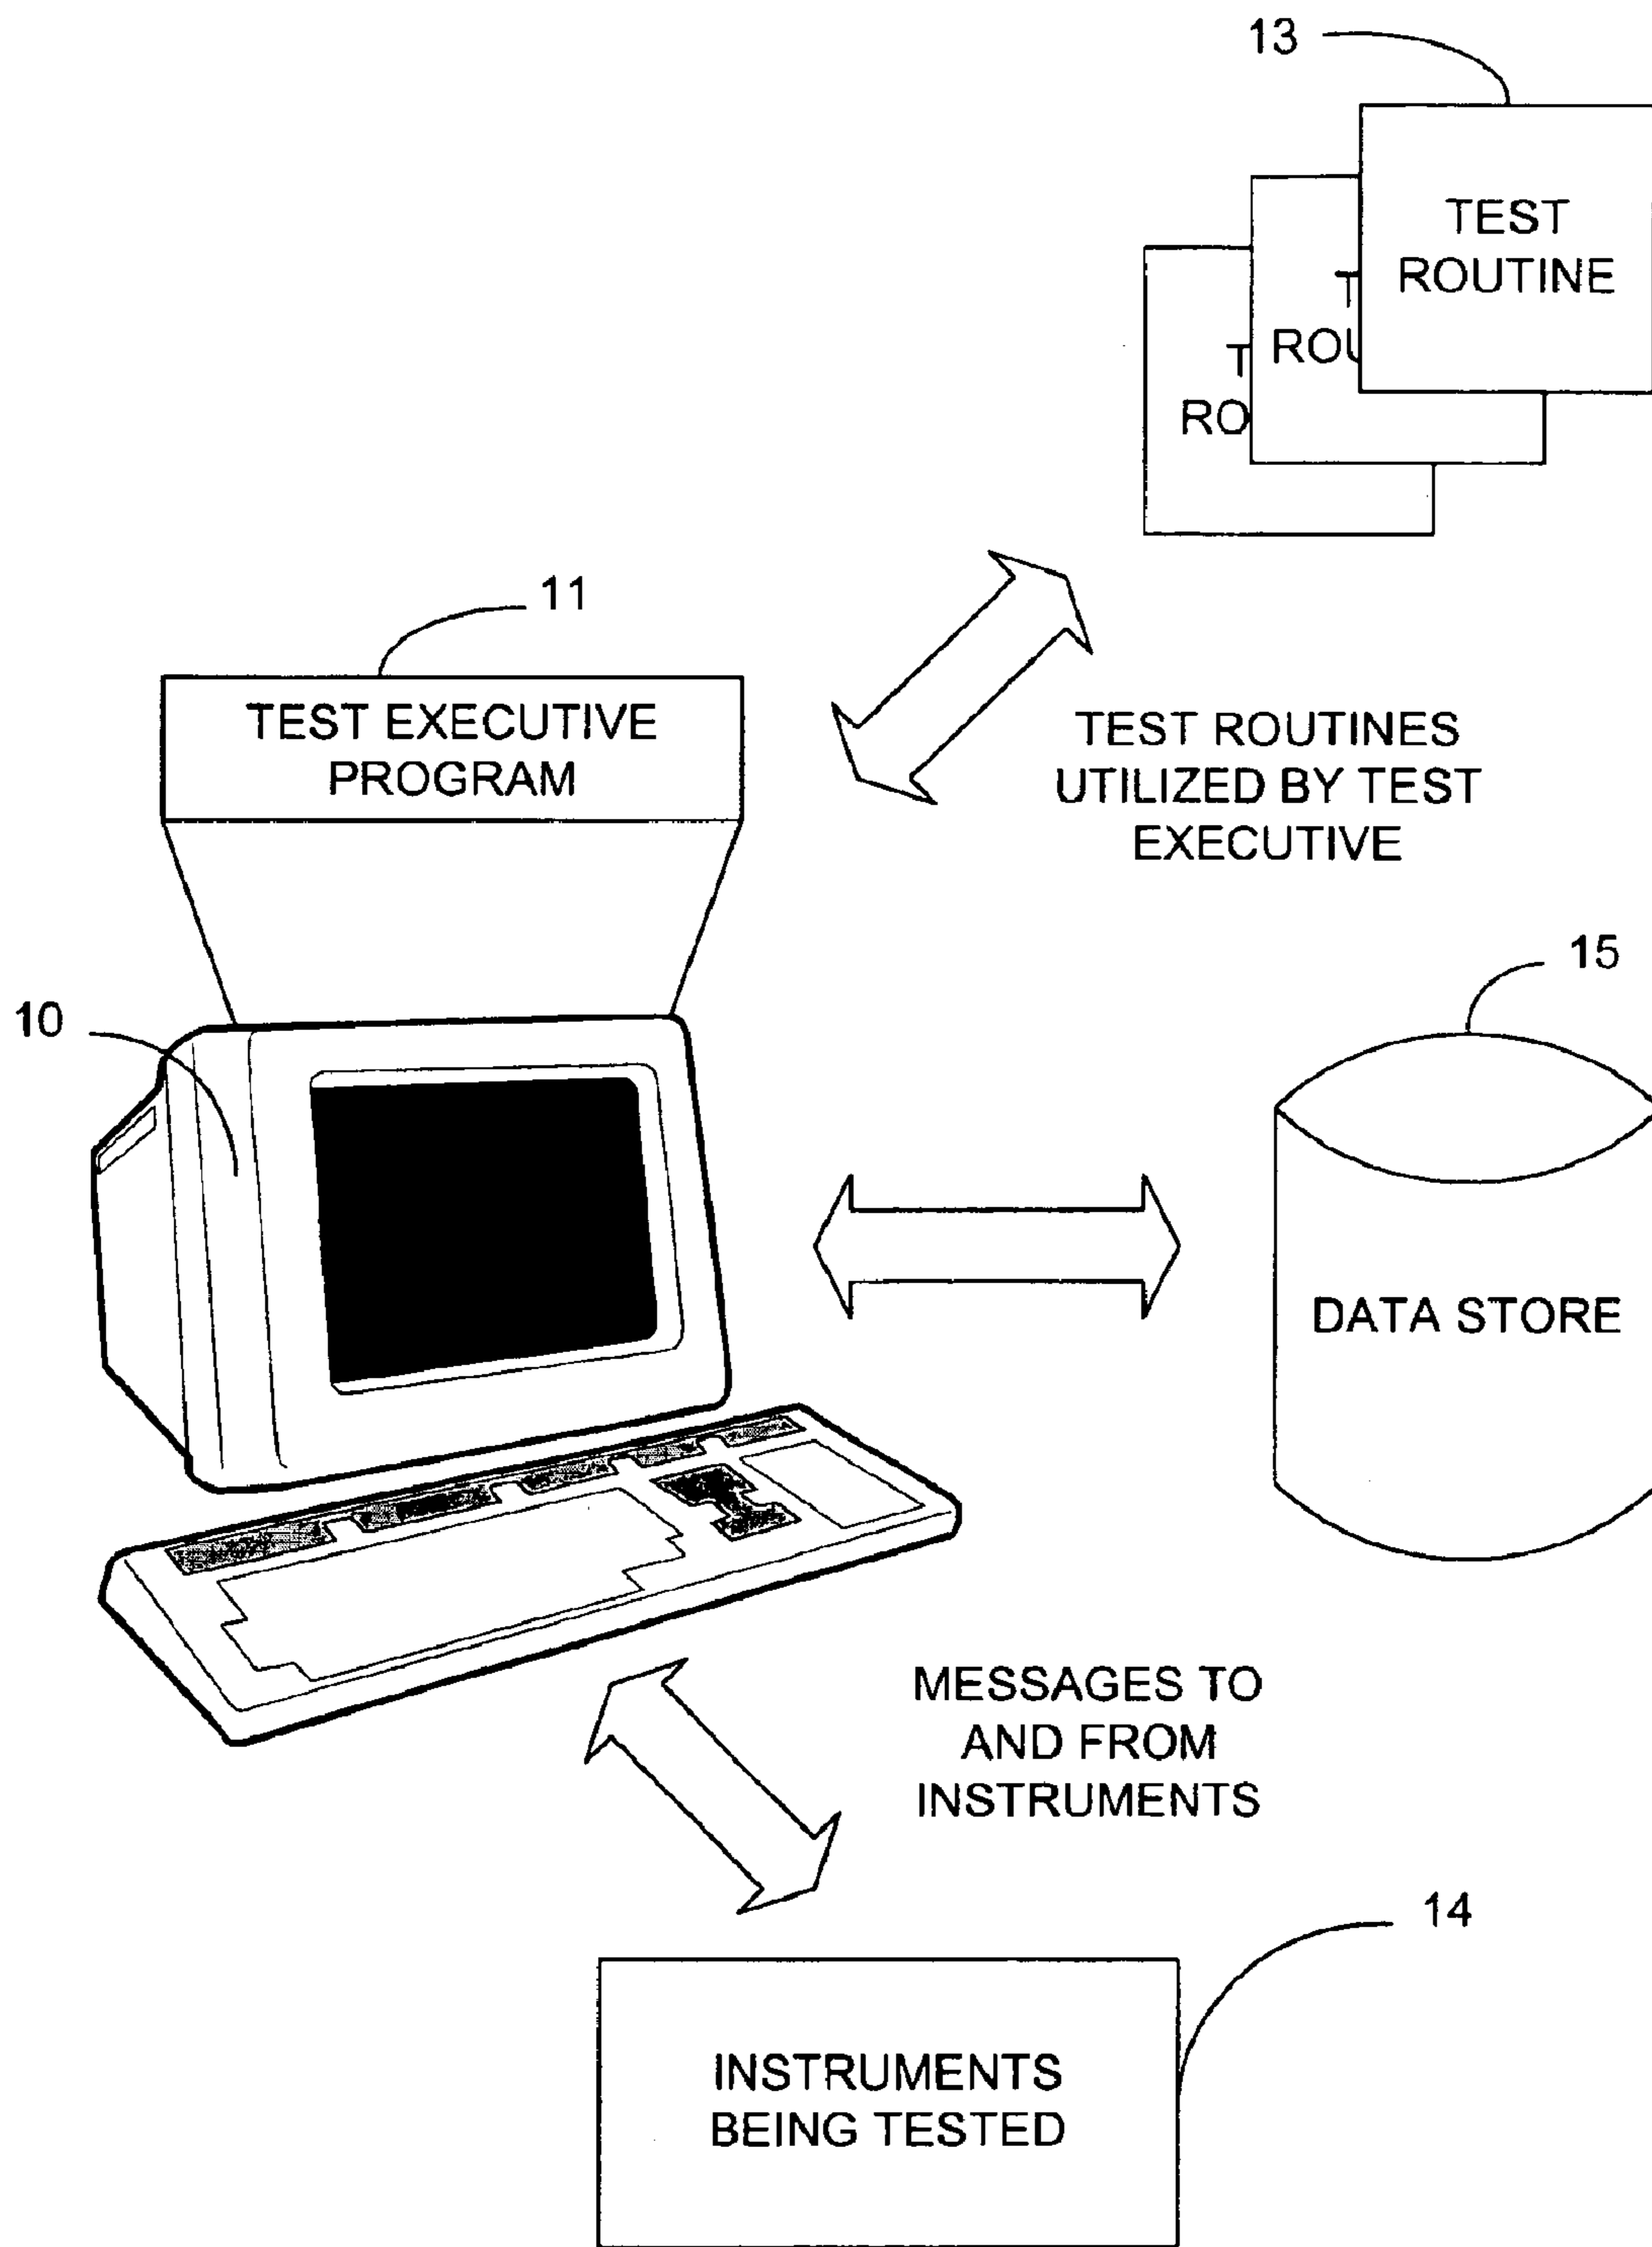 13
TEST
ROUTINE
T
ROU
T
RO
11
TEST EXECUTIVE
PROGRAM
TEST ROUTINES
UTILIZED BY TEST
EXECUTIVE
15
10
DATA STORE
MESSAGES TO
AND FROM
INSTRUMENTS
14
INSTRUMENTS
BEING TESTED